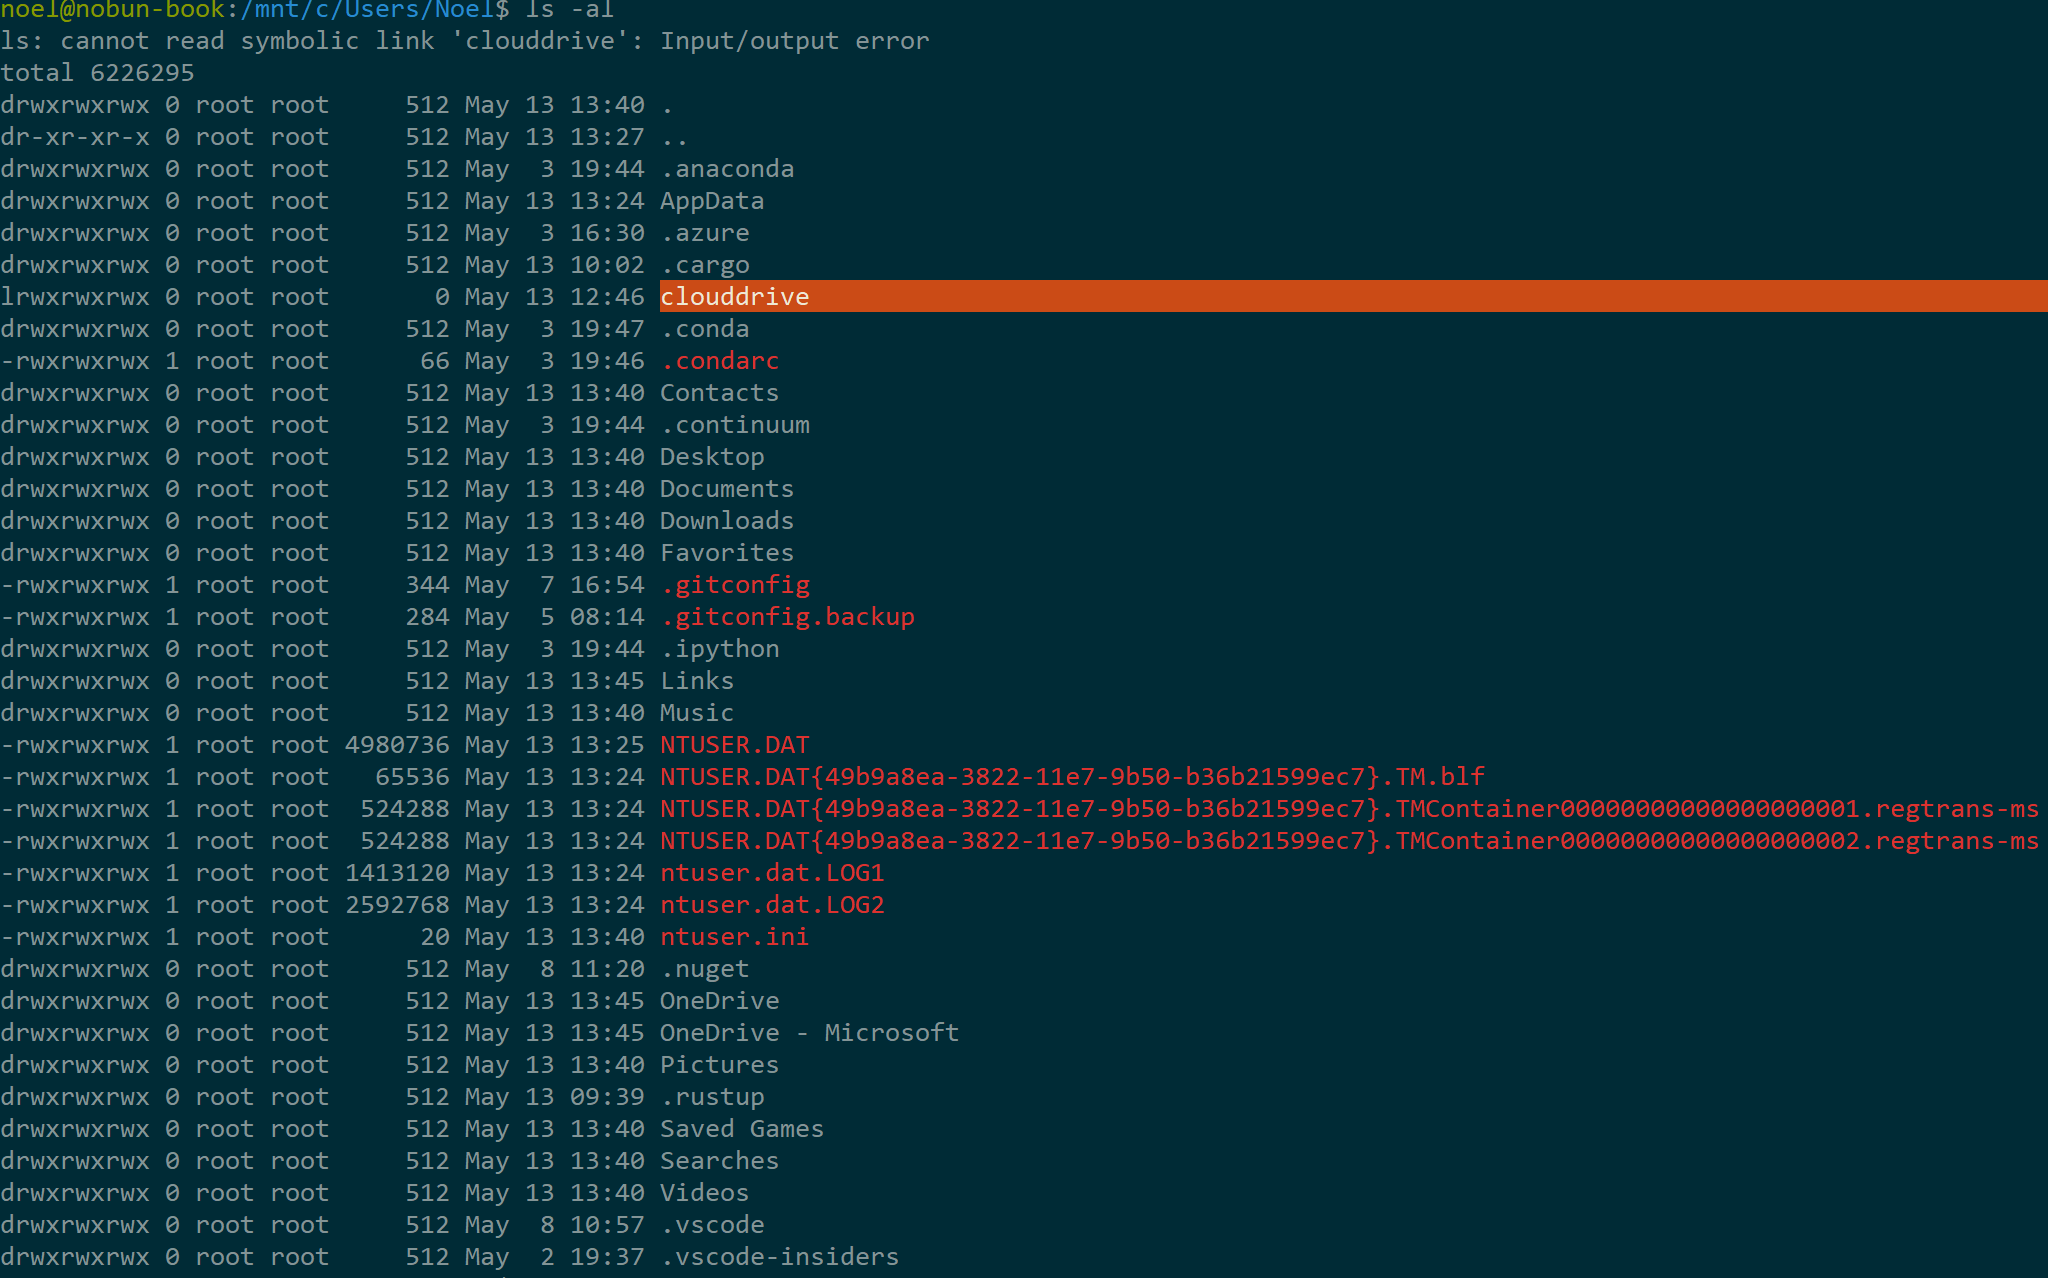 noel@nobun-book:/mnt/c/Users/Noel$ ls -al
ls: cannot read symbolic link 'clouddrive': Input/output error
total 6226295
drwxrwxrwx 0 root root     512 May 13 13:40 .
dr-xr-xr-x 0 root root     512 May 13 13:27 ..
drwxrwxrwx 0 root root     512 May  3 19:44 .anaconda
drwxrwxrwx 0 root root     512 May 13 13:24 AppData
drwxrwxrwx 0 root root     512 May  3 16:30 .azure
drwxrwxrwx 0 root root     512 May 13 10:02 .cargo
lrwxrwxrwx 0 root root       0 May 13 12:46 clouddrive
drwxrwxrwx 0 root root     512 May  3 19:47 .conda
-rwxrwxrwx 1 root root      66 May  3 19:46 .condarc
drwxrwxrwx 0 root root     512 May 13 13:40 Contacts
drwxrwxrwx 0 root root     512 May  3 19:44 .continuum
drwxrwxrwx 0 root root     512 May 13 13:40 Desktop
drwxrwxrwx 0 root root     512 May 13 13:40 Documents
drwxrwxrwx 0 root root     512 May 13 13:40 Downloads
drwxrwxrwx 0 root root     512 May 13 13:40 Favorites
-rwxrwxrwx 1 root root     344 May  7 16:54 .gitconfig
-rwxrwxrwx 1 root root     284 May  5 08:14 .gitconfig.backup
drwxrwxrwx 0 root root     512 May  3 19:44 .ipython
drwxrwxrwx 0 root root     512 May 13 13:45 Links
drwxrwxrwx 0 root root     512 May 13 13:40 Music
-rwxrwxrwx 1 root root 4980736 May 13 13:25 NTUSER.DAT
-rwxrwxrwx 1 root root   65536 May 13 13:24 NTUSER.DAT{49b9a8ea-3822-11e7-9b50-b36b21599ec7}.TM.blf
-rwxrwxrwx 1 root root  524288 May 13 13:24 NTUSER.DAT{49b9a8ea-3822-11e7-9b50-b36b21599ec7}.TMContainer00000000000000000001.regtrans-ms
-rwxrwxrwx 1 root root  524288 May 13 13:24 NTUSER.DAT{49b9a8ea-3822-11e7-9b50-b36b21599ec7}.TMContainer00000000000000000002.regtrans-ms
-rwxrwxrwx 1 root root 1413120 May 13 13:24 ntuser.dat.LOG1
-rwxrwxrwx 1 root root 2592768 May 13 13:24 ntuser.dat.LOG2
-rwxrwxrwx 1 root root      20 May 13 13:40 ntuser.ini
drwxrwxrwx 0 root root     512 May  8 11:20 .nuget
drwxrwxrwx 0 root root     512 May 13 13:45 OneDrive
drwxrwxrwx 0 root root     512 May 13 13:45 OneDrive - Microsoft
drwxrwxrwx 0 root root     512 May 13 13:40 Pictures
drwxrwxrwx 0 root root     512 May 13 09:39 .rustup
drwxrwxrwx 0 root root     512 May 13 13:40 Saved Games
drwxrwxrwx 0 root root     512 May 13 13:40 Searches
drwxrwxrwx 0 root root     512 May 13 13:40 Videos
drwxrwxrwx 0 root root     512 May  8 10:57 .vscode
drwxrwxrwx 0 root root     512 May  2 19:37 .vscode-insiders